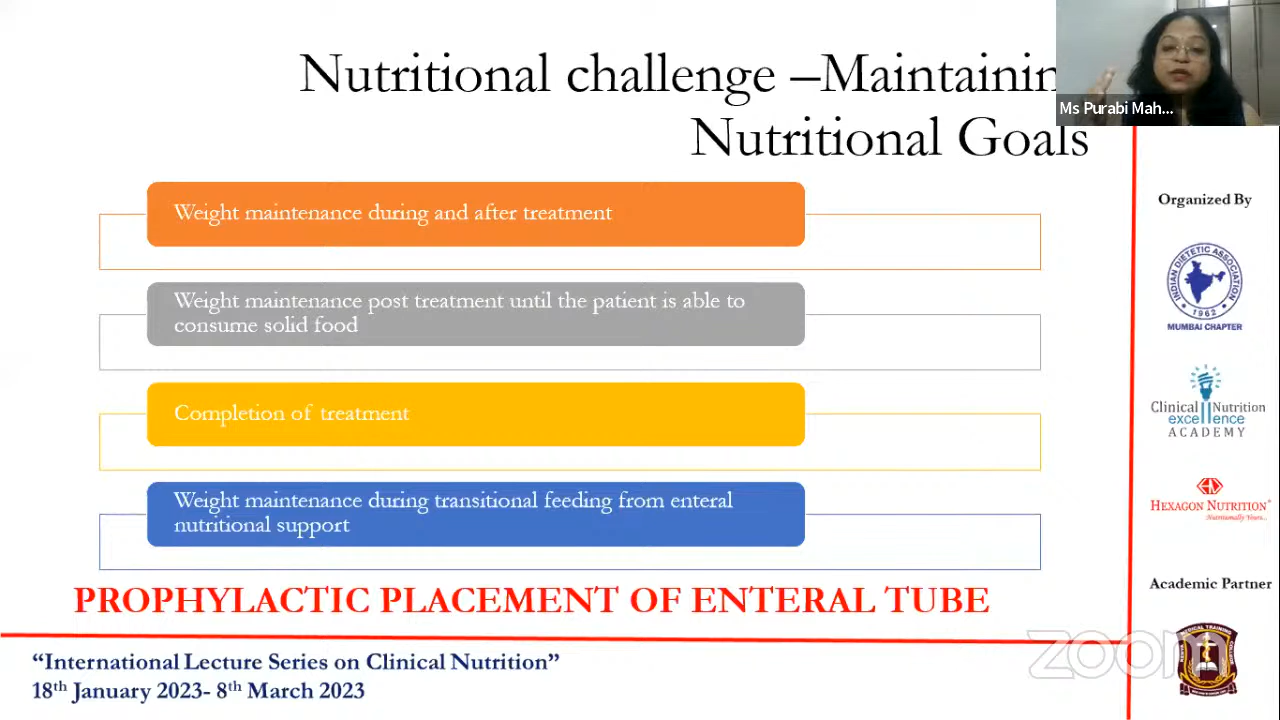 Nutritional challenge –Maintainin
Nutritional Goals
Ms Purabi Mah...
Weight maintenance during and after treatment
Weight maintenance post treatment until the patient is able to
consume solid food
Completion of treatment
Weight maintenance during transitional feeding from enteral
nutritional support
PROPHYLACTIC PLACEMENT OF ENTERAL TUBE
“International Lecture Series on Clinical Nutrition”
18th January 2023- 8th March 2023
Organized By
INDIAN DIETETIC ASSOCIATION
1962
MUMBAI CHAPTER
Clinical Nutrition
excellence
ACADEMY
HEXAGON NUTRITION
Nutritionally Yours...
Academic Partner
zoom